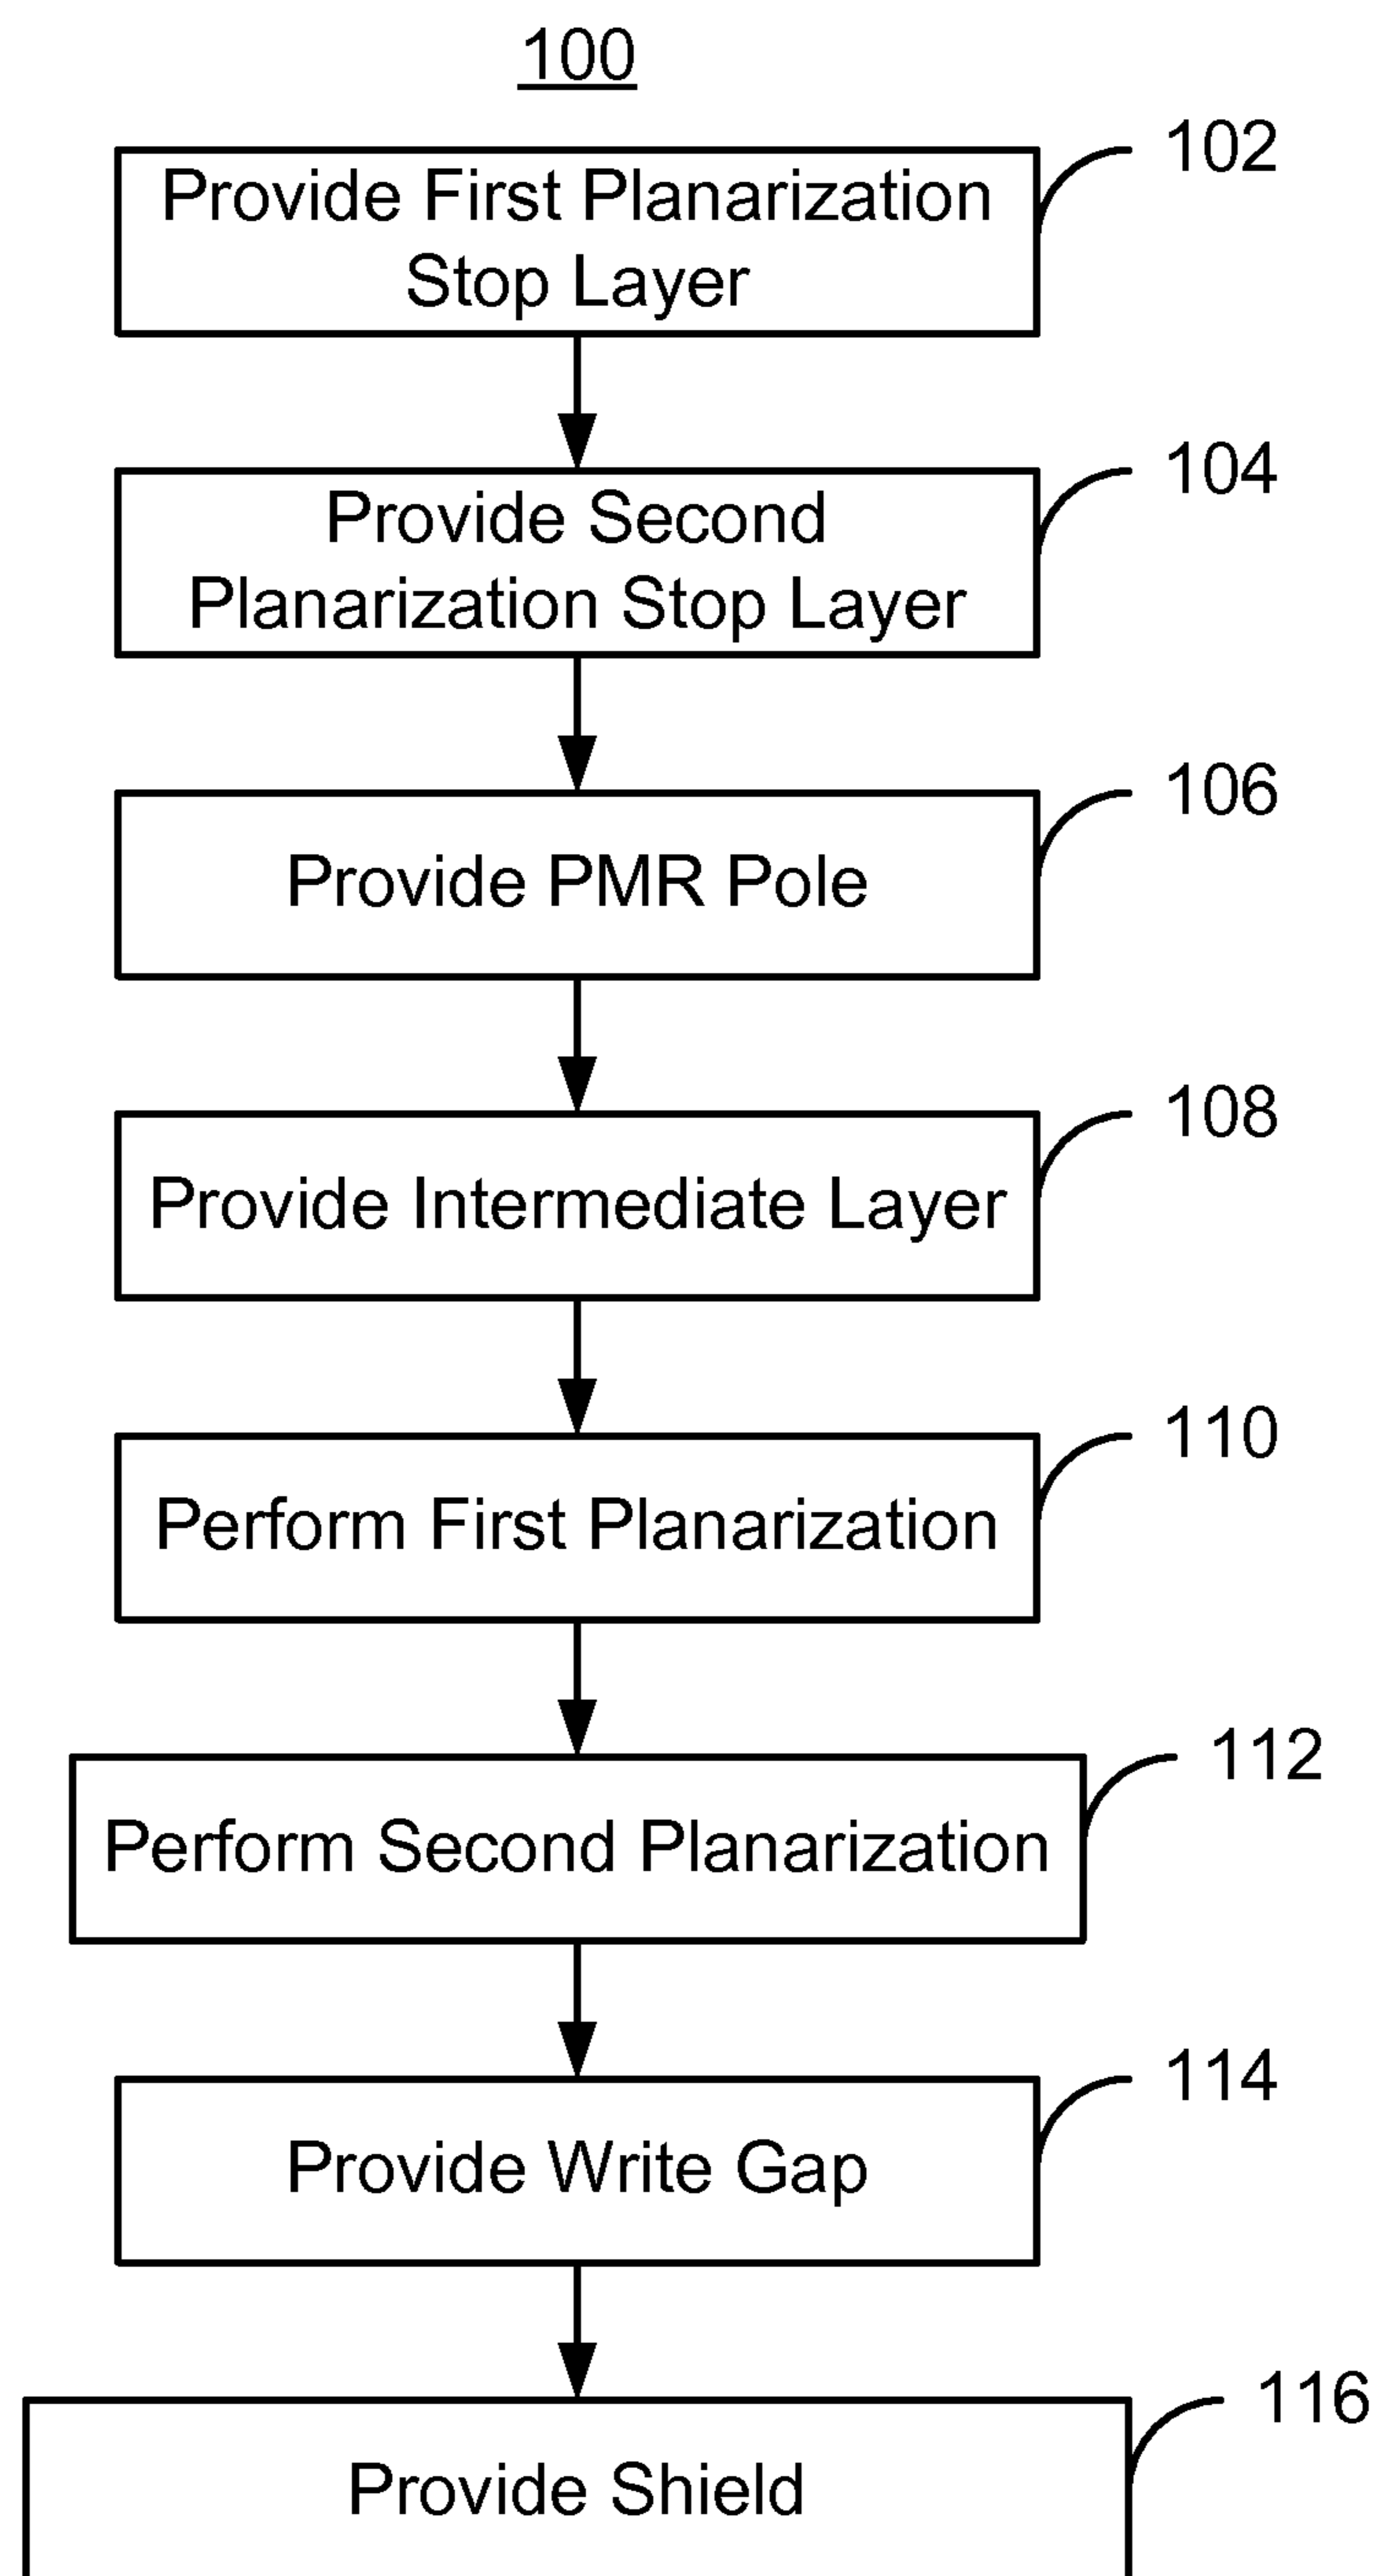 100
102
Provide First Planarization
Stop Layer
104
Provide Second
Planarization Stop Layer
106
Provide PMR Pole
108
Provide Intermediate Layer
110
Perform First Planarization
112
Perform Second Planarization
114
Provide Write Gap
116
Provide Shield